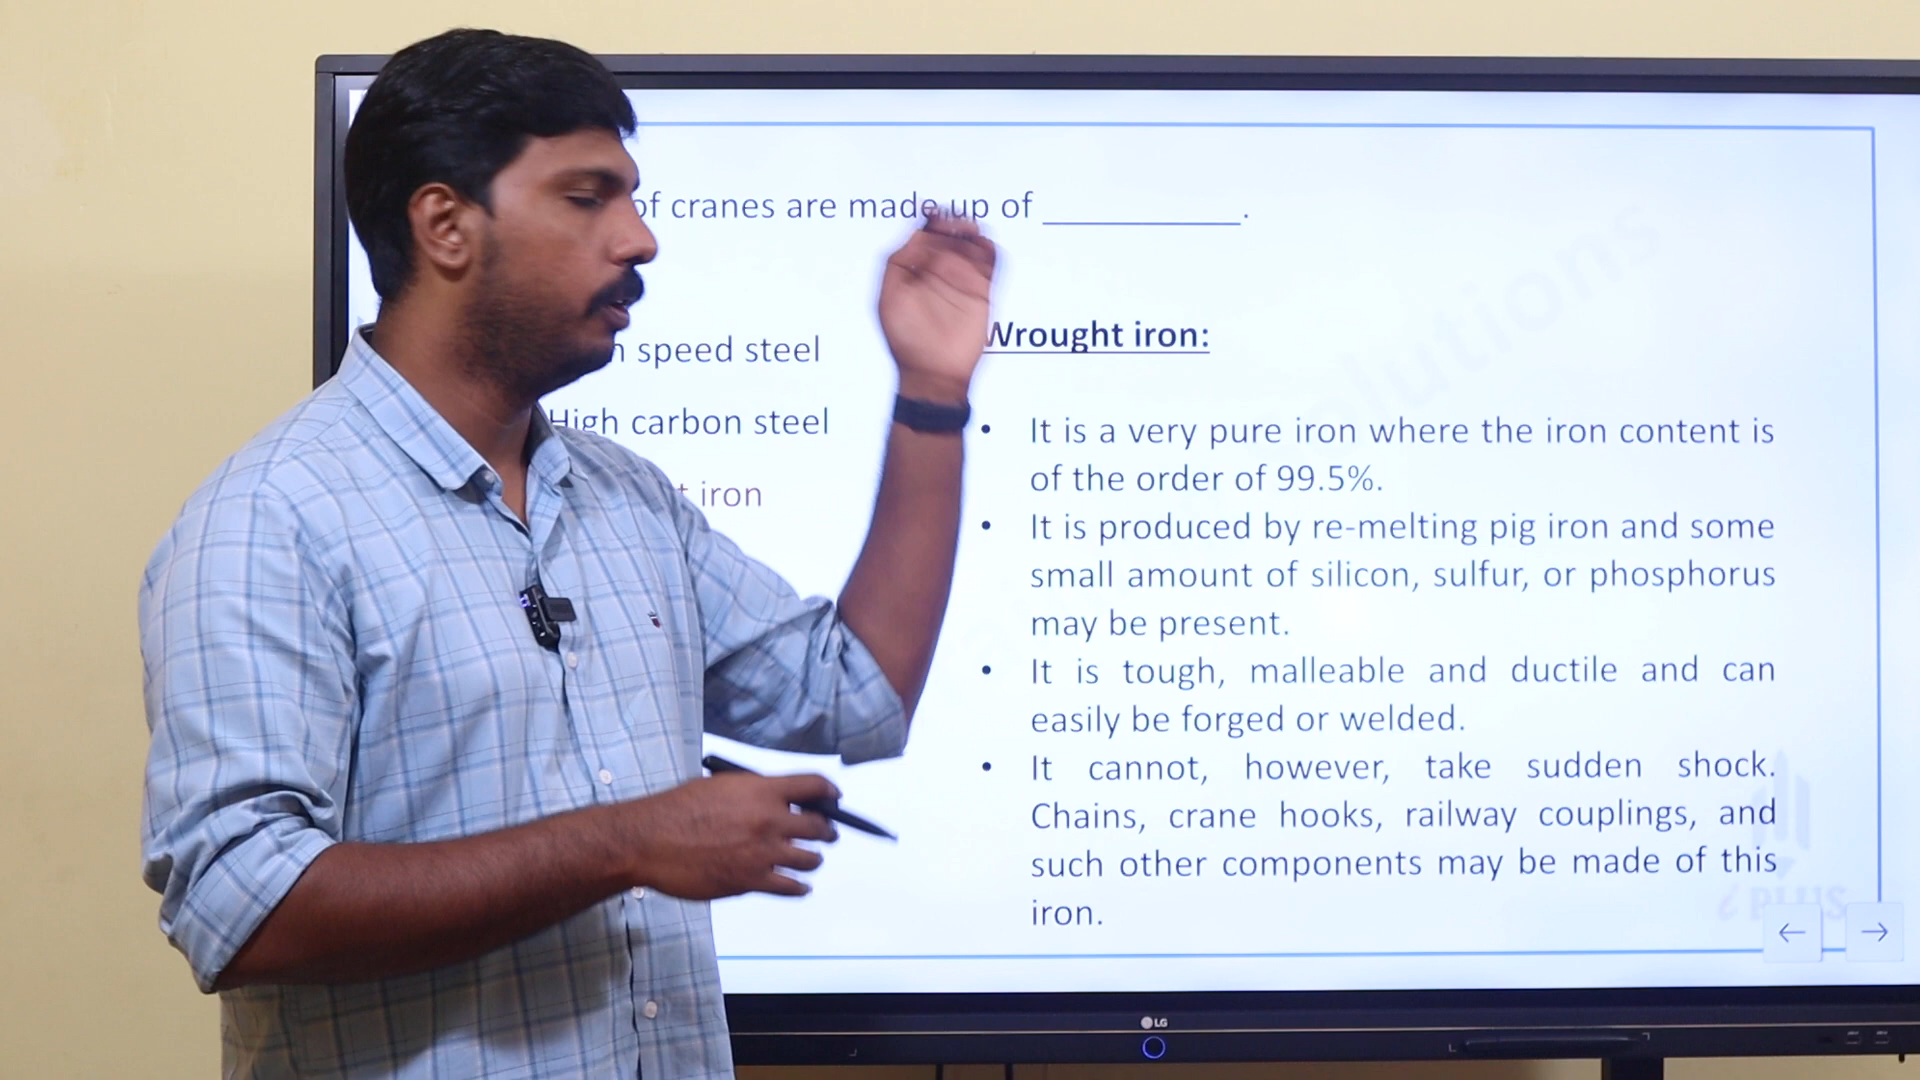 of cranes are made up of ___________.
speed steel
High carbon steel
iron
Wrought iron:
• It is a very pure iron where the iron content is
of the order of 99.5%.
• It is produced by re-melting pig iron and some
small amount of silicon, sulfur, or phosphorus
may be present.
• It is tough, malleable and ductile and can
easily be forged or welded.
• It cannot, however, take sudden shock.
Chains, crane hooks, railway couplings, and
such other components may be made of this
iron.
solutions
PLUS
LG